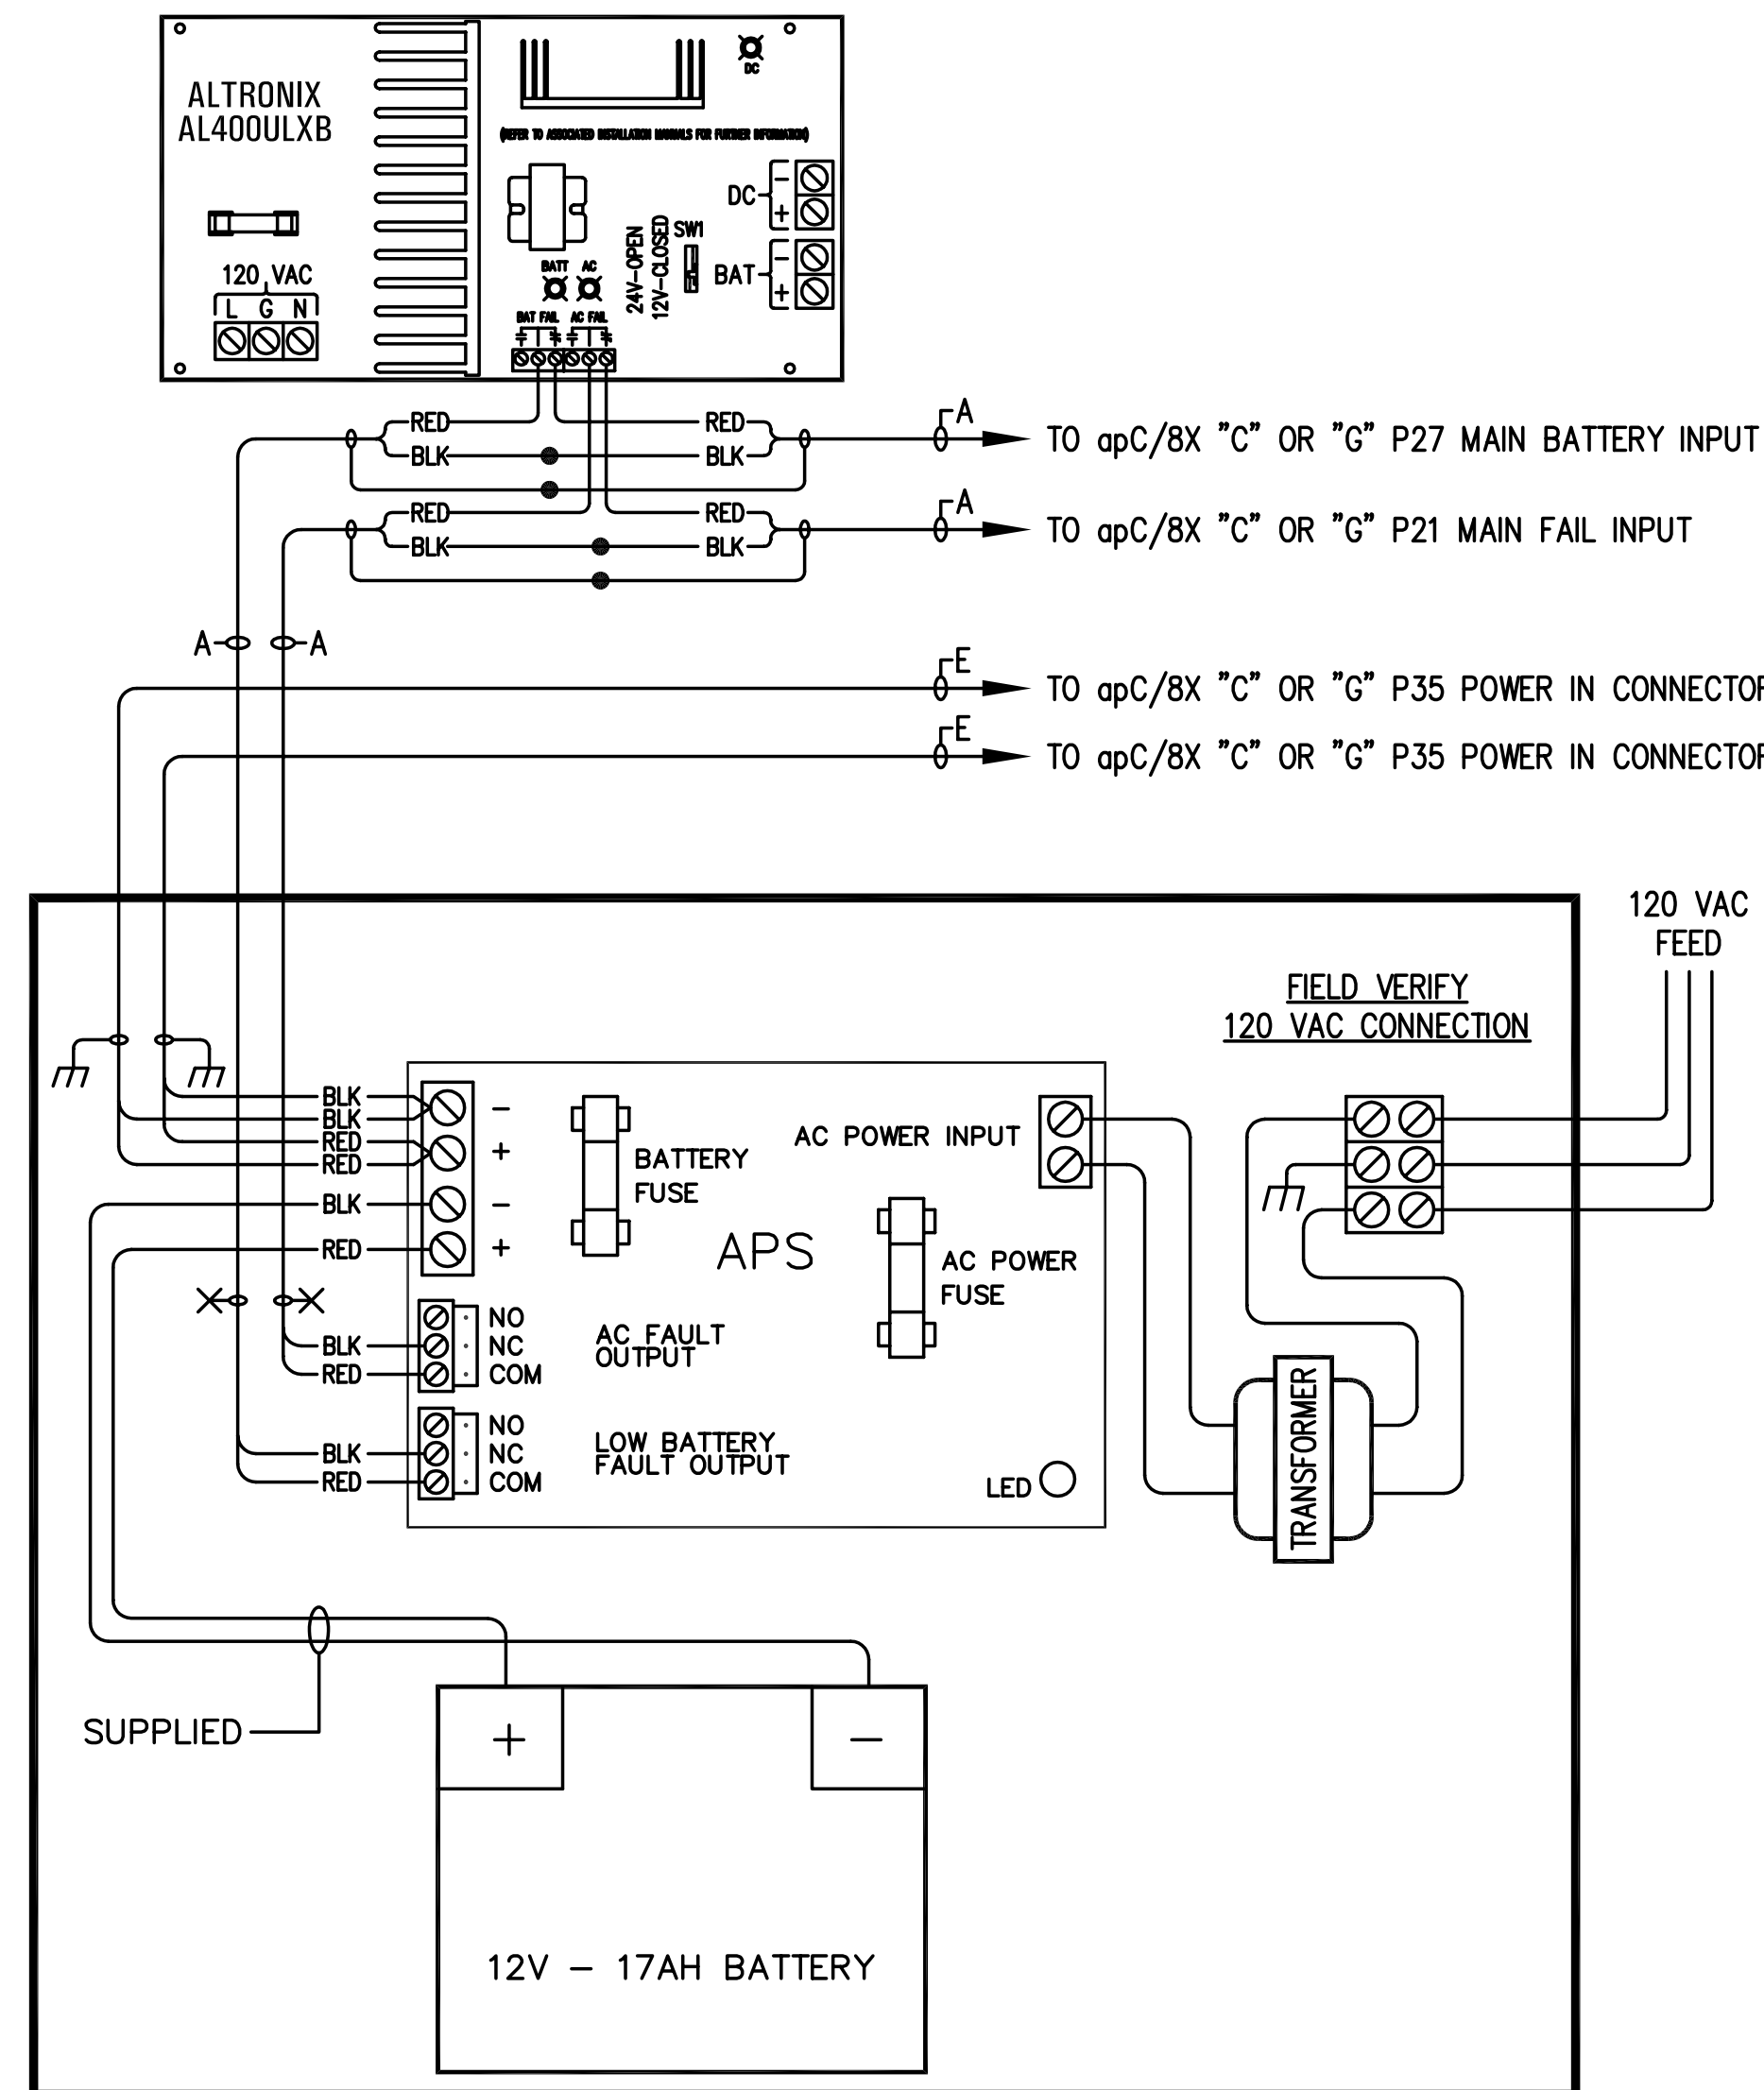 DC
ALTRONIX
AL400ULXB
(REFER TO ASSOCIATED INSTALLATION MANUALS FOR FURTHER INFORMATION)
DC
-
+
SW1
24V-OPEN
12V-CLOSED
BAT
-
+
120 VAC
L G N
BATT AC
BAT FAIL AC FAIL
RED RED A
BLK BLK
TO apC/8X "C" OR "G" P27 MAIN BATTERY INPUT
RED RED A
BLK BLK
TO apC/8X "C" OR "G" P21 MAIN FAIL INPUT
A A
E
TO apC/8X "C" OR "G" P35 POWER IN CONNECTOR
E
TO apC/8X "C" OR "G" P35 POWER IN CONNECTOR
120 VAC
FEED
FIELD VERIFY
120 VAC CONNECTION
BLK -
BLK
RED +
RED
BLK -
RED +
BATTERY
FUSE
AC POWER INPUT
APS
AC POWER
FUSE
X X
NO
BLK NC
RED COM
AC FAULT
OUTPUT
NO
BLK NC
RED COM
LOW BATTERY
FAULT OUTPUT
LED
TRANSFORMER
SUPPLIED
+ -
12V - 17AH BATTERY